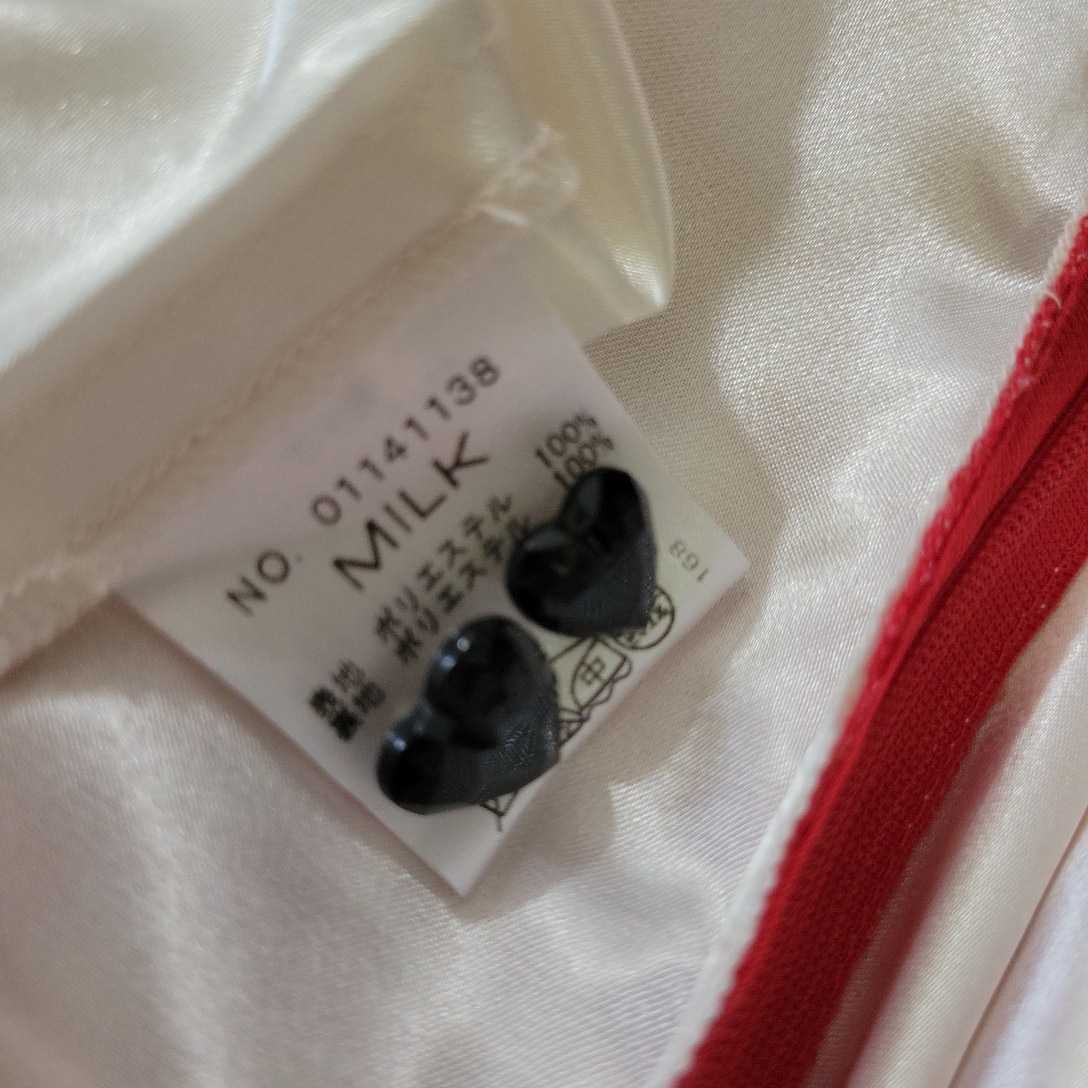 NO. 01141138
MILK
表地 ポリエステル 100%
裏地 ポリエステル 100%
中
168